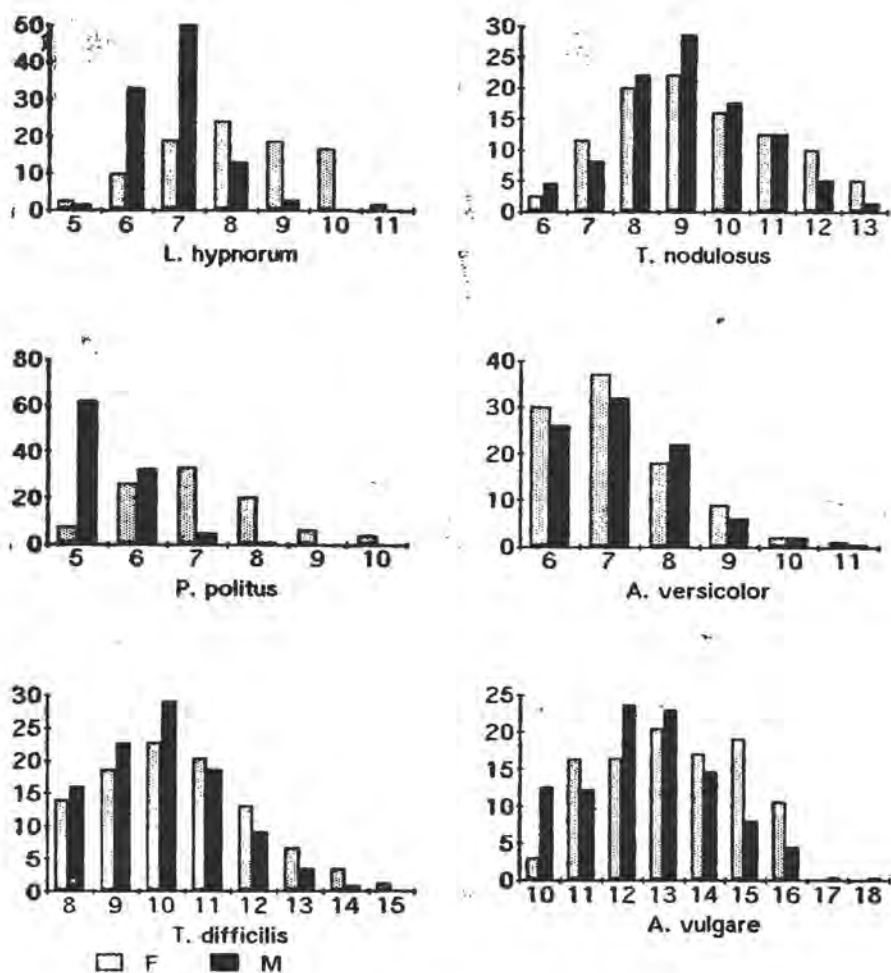 60
50
40
30
20
10
0
5 6 7 8 9 10 11
L. hypnorum
30
25
20
15
10
5
0
6 7 8 9 10 11 12 13
T. nodulosus
80
60
40
20
0
5 6 7 8 9 10
P. politus
40
30
20
10
0
6 7 8 9 10 11
A. versicolor
30
25
20
15
10
5
0
8 9 10 11 12 13 14 15
T. difficilis
25
20
15
10
5
0
10 11 12 13 14 15 16 17 18
A. vulgare
F M